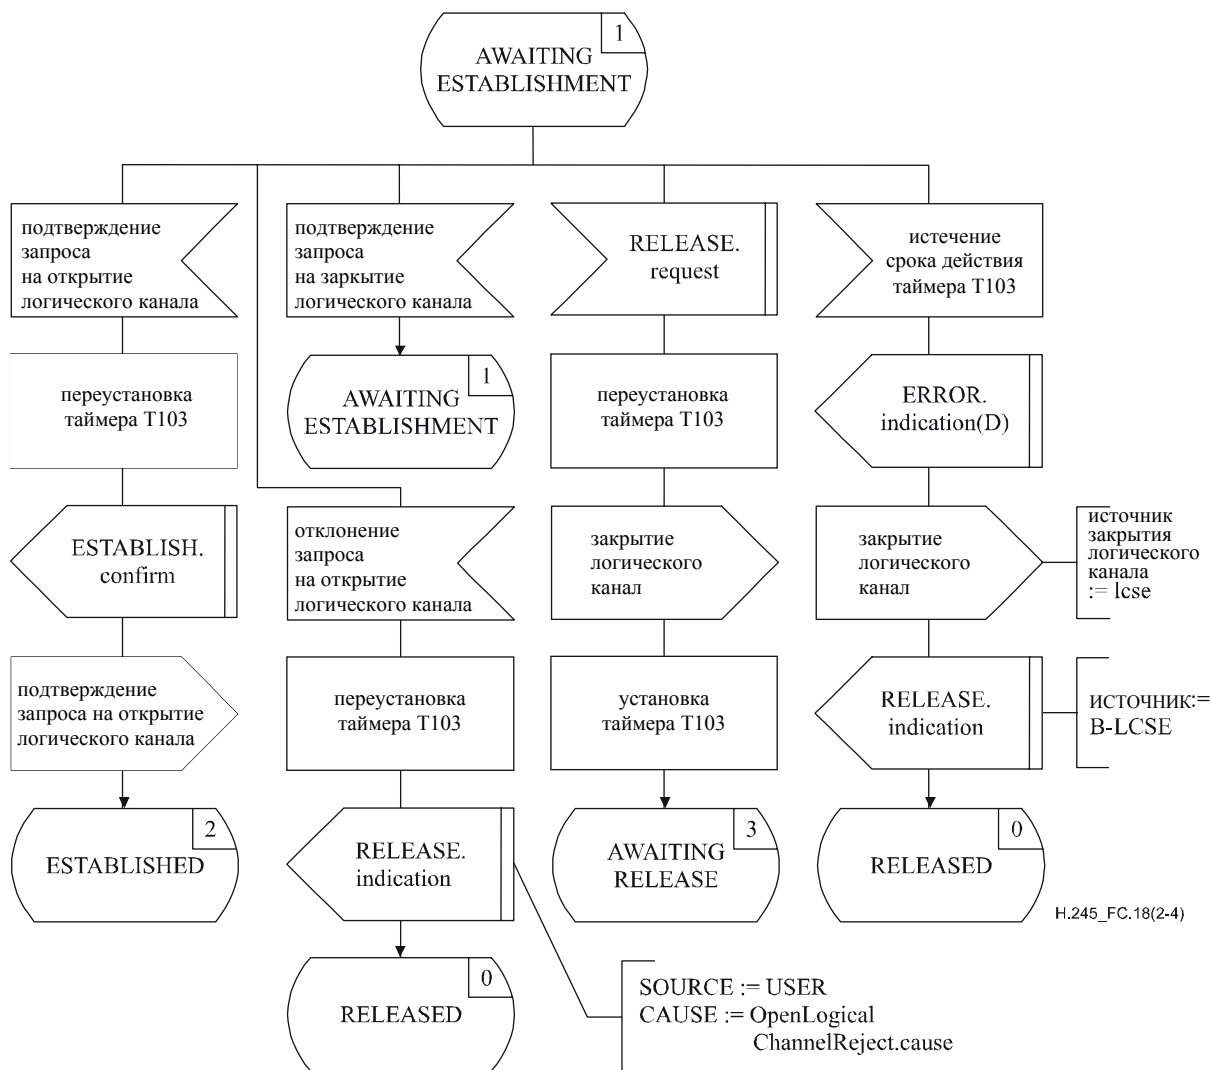 1
AWAITING
ESTABLISHMENT
подтверждение
запроса
на открытие
логического канала
подтверждение
запроса
на заркытие
логического канала
RELEASE.
request
истечение
срока действия
таймера T103
переустановка
таймера T103
1
AWAITING
ESTABLISHMENT
переустановка
таймера T103
ERROR.
indication(D)
ESTABLISH.
confirm
отклонение
запроса
на открытие
логического канала
закрытие
логического
канал
закрытие
логического
канал
источник
закрытия
логического
канала
:= lcse
подтверждение
запроса на открытие
логического канала
переустановка
таймера T103
установка
таймера T103
RELEASE.
indication
ИСТОЧНИК:=
B-LCSE
2
ESTABLISHED
RELEASE.
indication
3
AWAITING
RELEASE
0
RELEASED
H.245_FC.18(2-4)
0
RELEASED
SOURCE := USER
CAUSE := OpenLogical
ChannelReject.cause